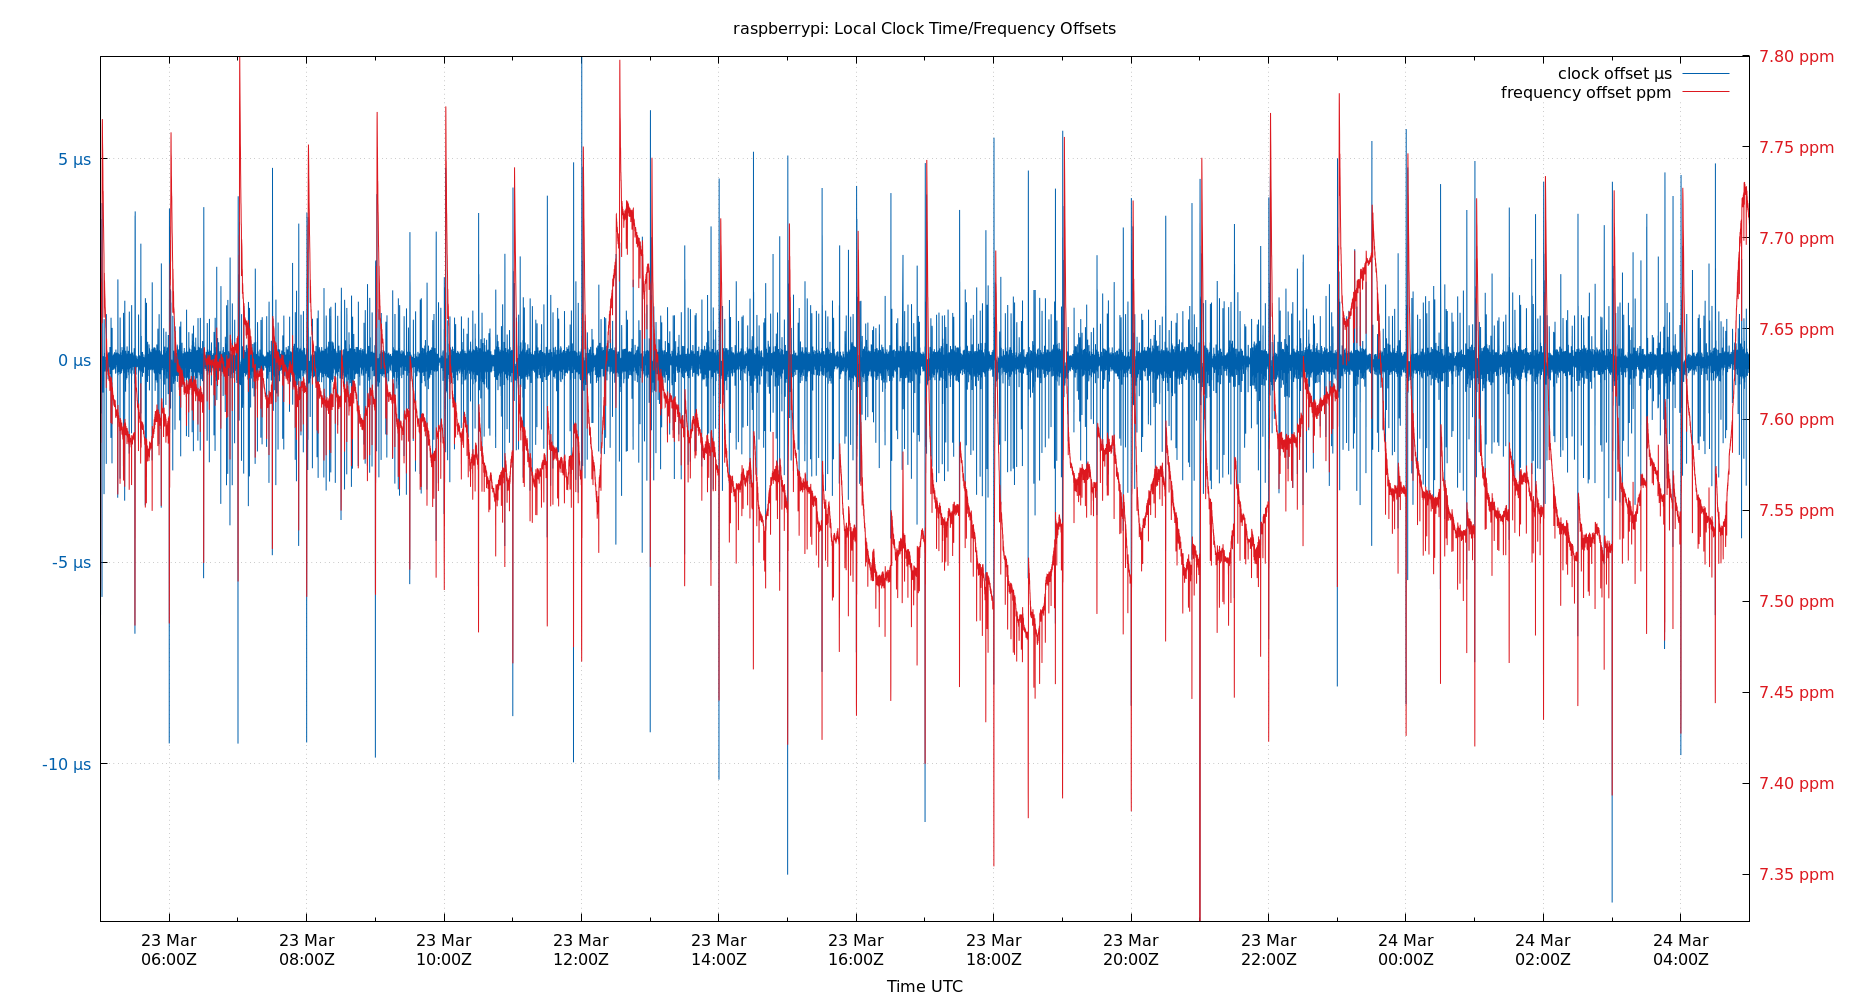 raspberrypi: Local Clock Time/Frequency Offsets
clock offset µs
frequency offset ppm
5 µs
0 µs
-5 µs
-10 µs
7.80 ppm
7.75 ppm
7.70 ppm
7.65 ppm
7.60 ppm
7.55 ppm
7.50 ppm
7.45 ppm
7.40 ppm
7.35 ppm
23 Mar 23 Mar 23 Mar 23 Mar 23 Mar 23 Mar 23 Mar 23 Mar 23 Mar 24 Mar 24 Mar 24 Mar
06:00Z 08:00Z 10:00Z 12:00Z 14:00Z 16:00Z 18:00Z 20:00Z 22:00Z 00:00Z 02:00Z 04:00Z
Time UTC